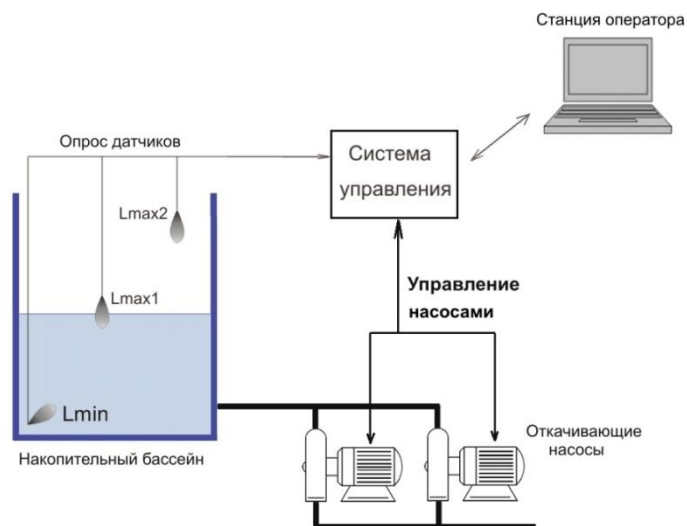 Станция оператора
Опрос датчиков
Система
управления
Lmax2
Lmax1
Управление
насосами
Lmin
Откачивающие
насосы
Накопительный бассейн